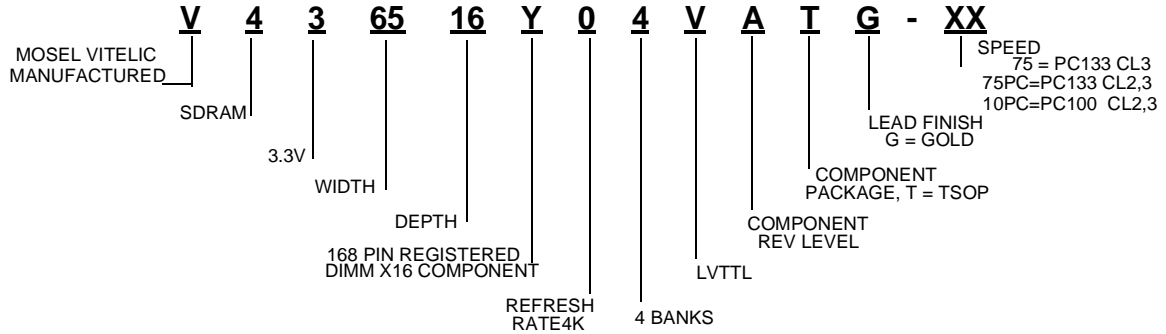 V 4 3 65 16 Y 0 4 V A T G - XX
MOSEL VITELIC
MANUFACTURED
SDRAM
3.3V
WIDTH
DEPTH
168 PIN REGISTERED
DIMM X16 COMPONENT
REFRESH
RATE4K
4 BANKS
LVTTL
COMPONENT
REV LEVEL
COMPONENT
PACKAGE, T = TSOP
LEAD FINISH
G = GOLD
SPEED
75 = PC133 CL3
75PC=PC133 CL2,3
10PC=PC100 CL2,3